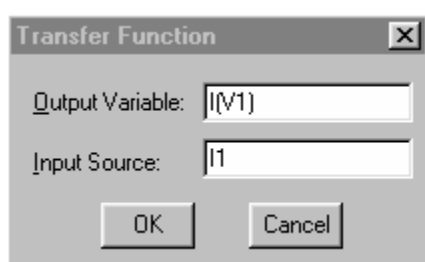 Transfer Function
Output Variable: I(V1)
Input Source: I1
OK Cancel